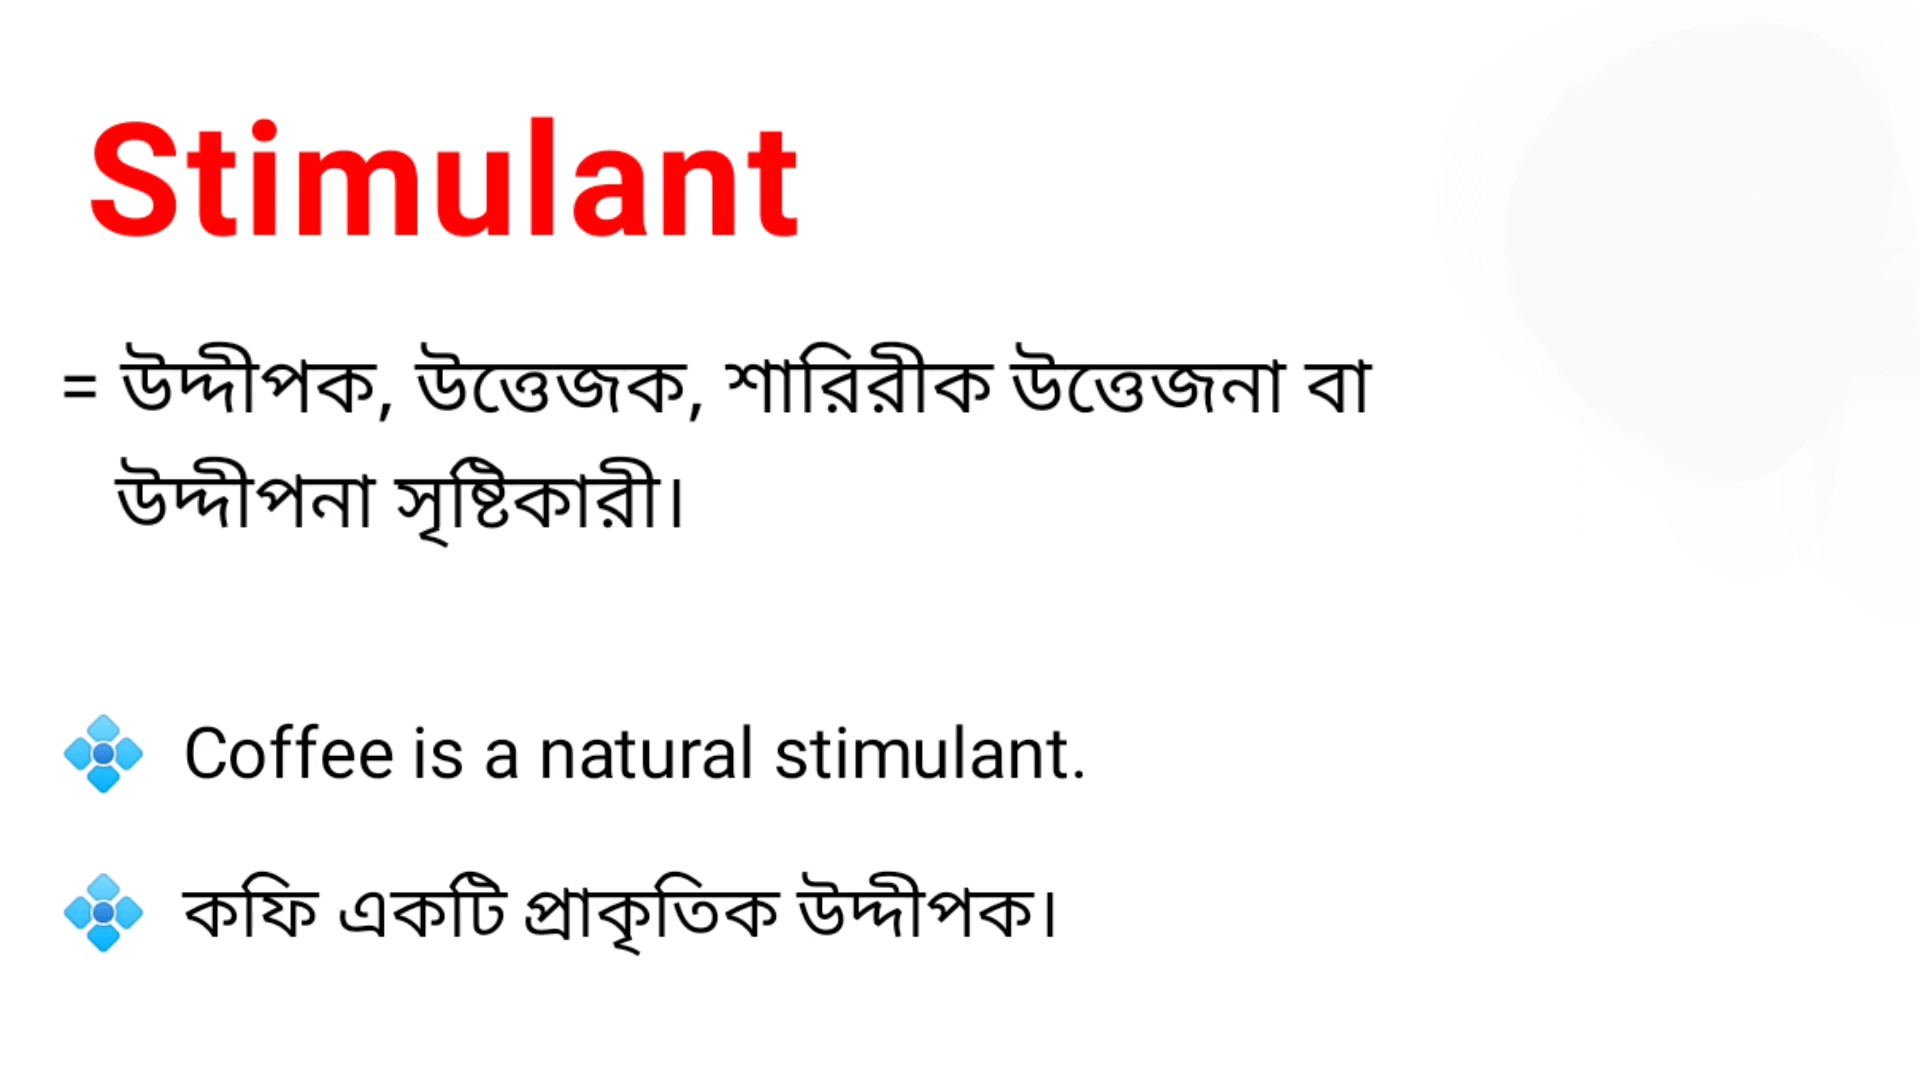 Stimulant
= উদ্দীপক, উত্তেজক, শারিরীক উত্তেজনা বা
উদ্দীপনা সৃষ্টিকারী।
Coffee is a natural stimulant.
কফি একটি প্রাকৃতিক উদ্দীপক।